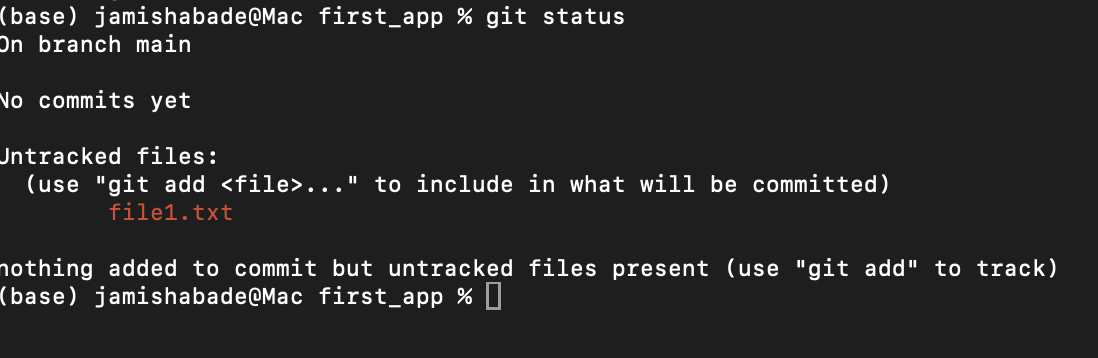 (base) jamishabade@Mac first_app % git status
On branch main
No commits yet
Untracked files:
(use "git add <file>..." to include in what will be committed)
file1.txt
nothing added to commit but untracked files present (use "git add" to track)
(base) jamishabade@Mac first_app %